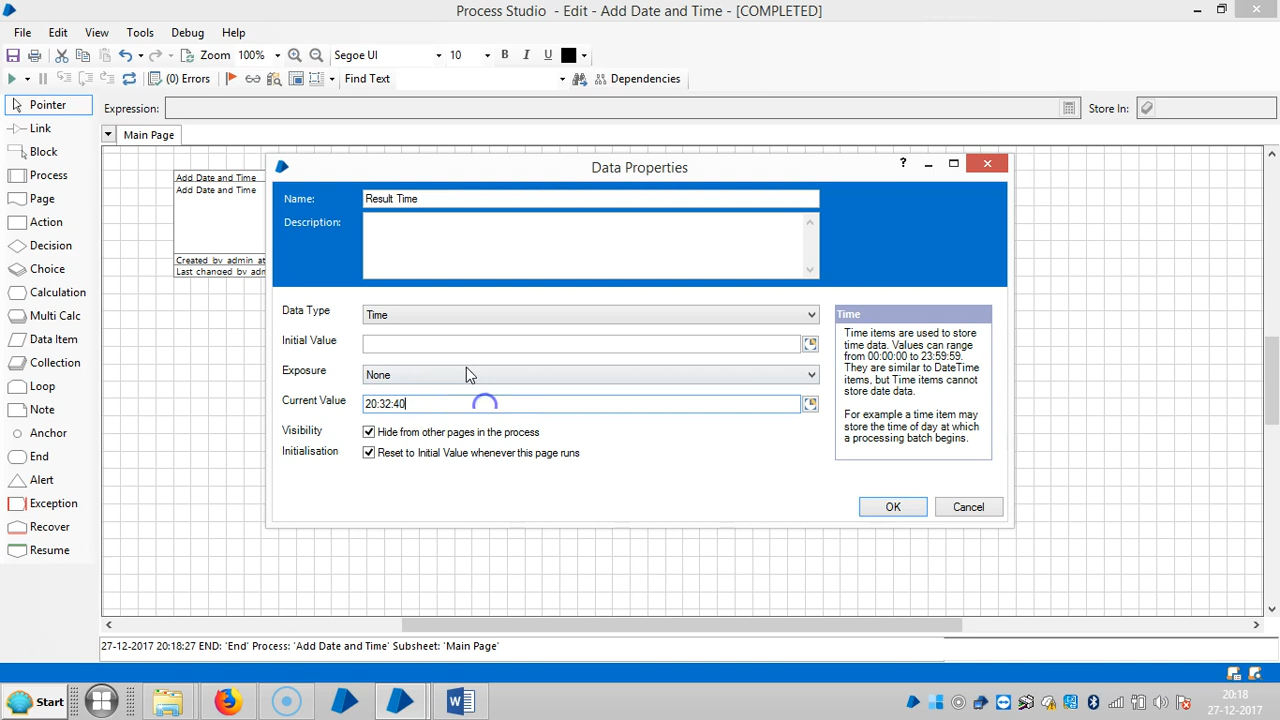 Process Studio - Edit - Add Date and Time - [COMPLETED]
File Edit View Tools Debug Help
Zoom 100% Segoe UI 10 B I U
(0) Errors Find Text Dependencies
Pointer
Expression: Store In:
Link
Main Page
Block
Process
Page
Action
Decision
Choice
Calculation
Multi Calc
Data Item
Collection
Loop
Note
Anchor
End
Alert
Exception
Recover
Resume
Add Date and Time
Add Date and Time
Created by admin at
Last changed by adm
Data Properties
?
Name: Result Time
Description:
Data Type Time
Initial Value
Exposure None
Current Value 20:32:40
Visibility Hide from other pages in the process
Initialisation Reset to Initial Value whenever this page runs
Time
Time items are used to store
time data. Values can range
from 00:00:00 to 23:59:59.
They are similar to DateTime
items, but Time items cannot
store date data.
For example a time item may
store the time of day at which
a processing batch begins.
OK Cancel
27-12-2017 20:18:27 END: 'End' Process: 'Add Date and Time' Subsheet: 'Main Page'
Start
20:18
27-12-2017